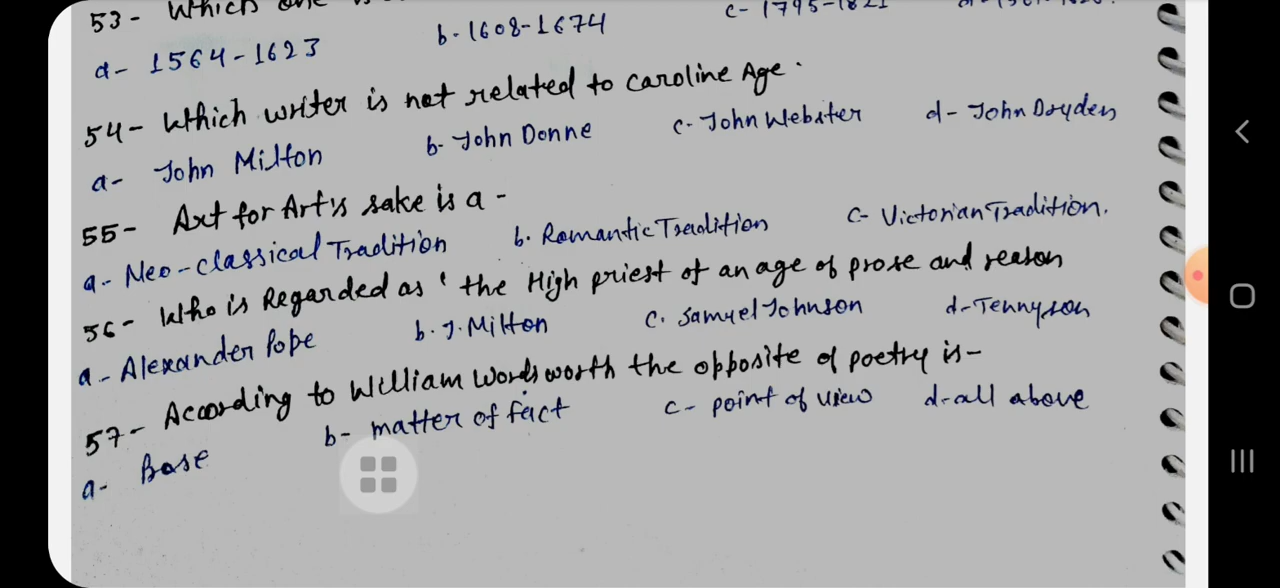 53 - Which one is
a- 1564-1623 b. 1608-1674 c- 1795-1821
54 - Which writer is not related to Caroline Age.
a- John Milton b. John Donne c. John Webster d- John Dryden
55 - Art for Art's sake is a -
a. Neo-classical Tradition b. Romantic Tradition c- Victorian Tradition.
56 - Who is Regarded as ' the High priest of an age of prose and reason
a. Alexander Pope b. J. Milton c. Samuel Johnson d- Tennyson
57 - According to William Wordsworth the opposite of poetry is-
a- Base b- matter of fact c- point of view d- all above